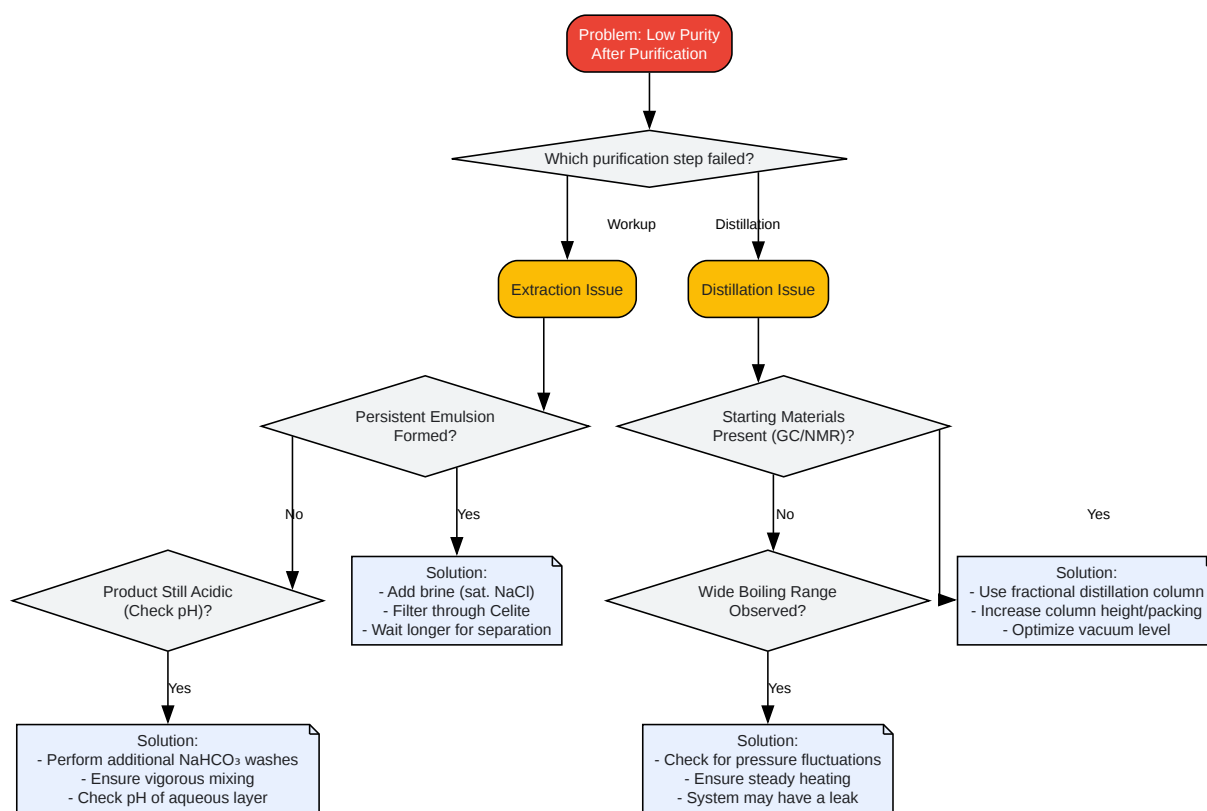 Problem: Low Purity
After Purification
Which purification step failed?
Workup
Distillation
Extraction Issue
Distillation Issue
Persistent Emulsion
Formed?
Starting Materials
Present (GC/NMR)?
No
Yes
No
Yes
Product Still Acidic
(Check pH)?
Solution:
- Add brine (sat. NaCl)
- Filter through Celite
- Wait longer for separation
Wide Boiling Range
Observed?
Solution:
- Use fractional distillation column
- Increase column height/packing
- Optimize vacuum level
Yes
Yes
Solution:
- Perform additional NaHCO₃ washes
- Ensure vigorous mixing
- Check pH of aqueous layer
Solution:
- Check for pressure fluctuations
- Ensure steady heating
- System may have a leak